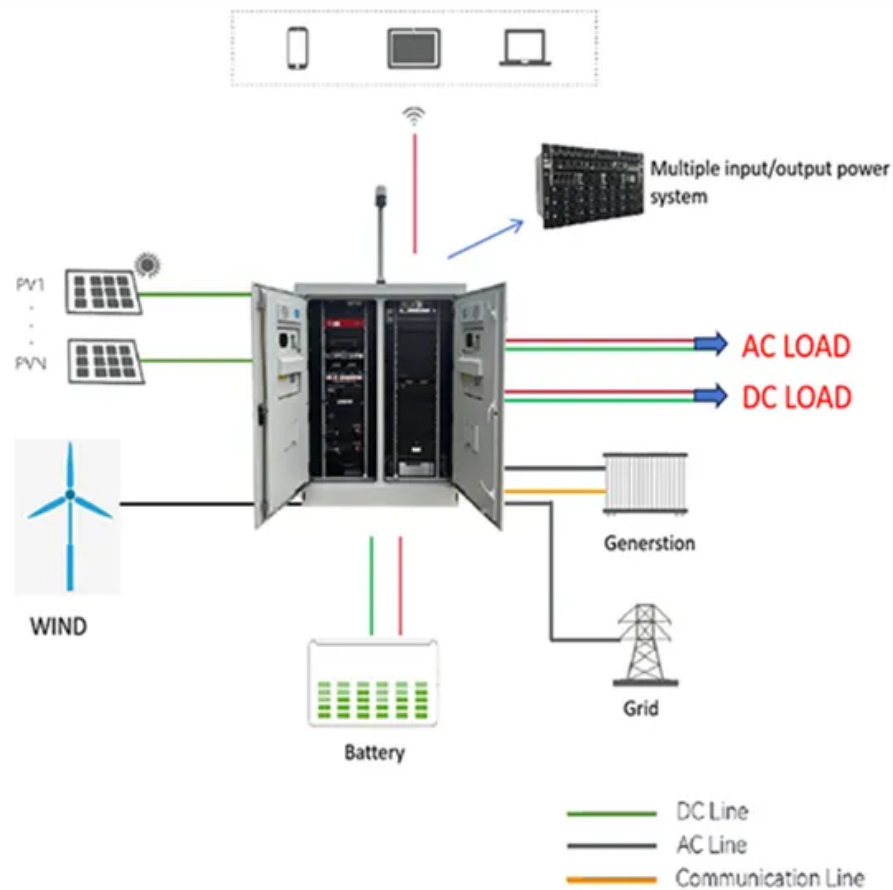 Multiple input/output power
system
PV1
PVN
AC LOAD
DC LOAD
WIND
Generstion
Grid
Battery
DC Line
AC Line
Communication Line